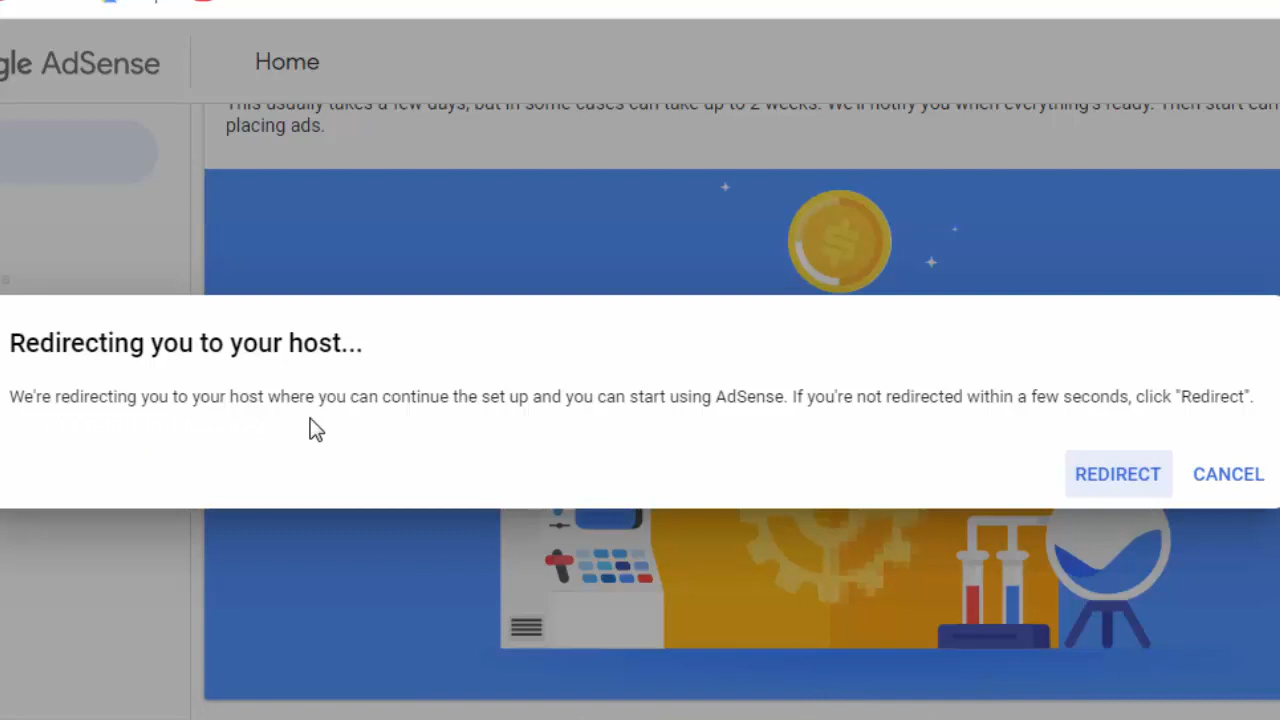 gle AdSense
Home
This usually takes a few days, but in some cases can take up to 2 weeks. We'll notify you when everything's ready. Then start can
placing ads.
Redirecting you to your host...
We're redirecting you to your host where you can continue the set up and you can start using AdSense. If you're not redirected within a few seconds, click "Redirect".
REDIRECT
CANCEL